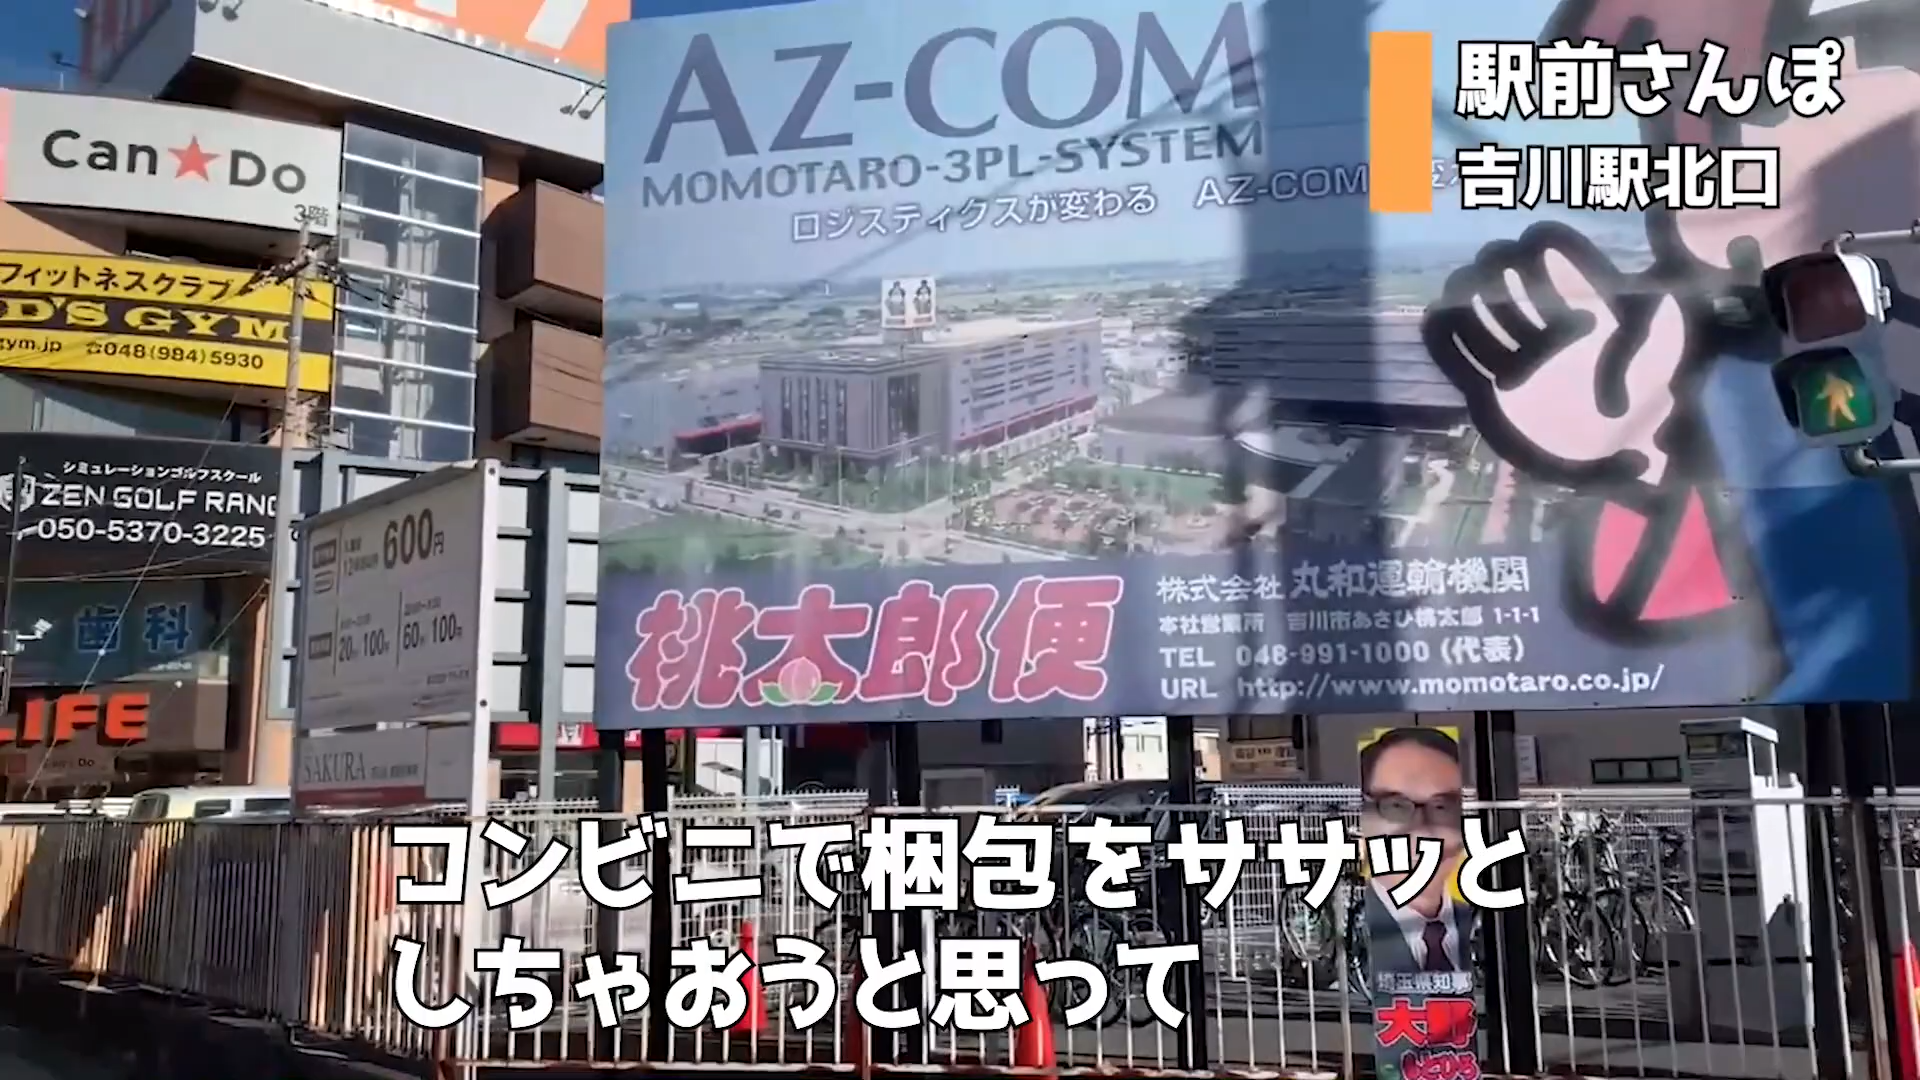 駅前さんぽ
吉川駅北口
Can★Do
3階
フィットネスクラブ
D'S GYM
gym.jp ☎048(984)5930
シミュレーションゴルフスクール
ZEN GOLF RANG
050-5370-3225
歯科
LIFE
Can★Do
600円
20分 100円
60分 100円
SAKURA
AZ-COM
MOMOTARO-3PL-SYSTEM
ロジスティクスが変わる AZ-COM
桃太郎便
株式会社 丸和運輸機関
本社営業所 吉川市あさひ桃太郎 1-1-1
TEL 048-991-1000 (代表)
URL http://www.momotaro.co.jp/
埼玉県知事
大野
もとひろ
コンビニで梱包をササッと
しちゃおうと思って